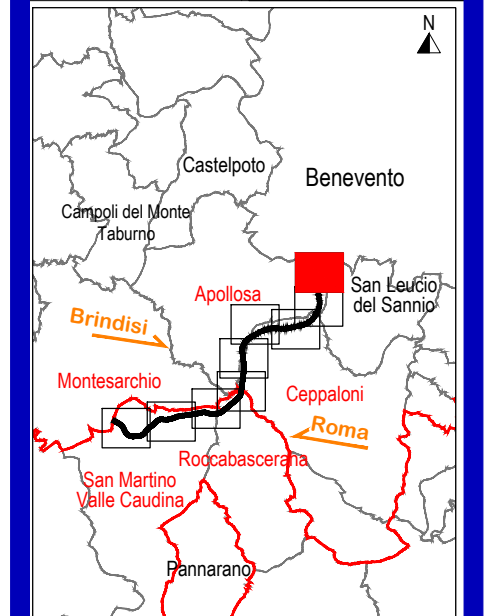 N
Castelpoto
Benevento
Campoli del Monte
Taburno
San Leucio
del Sannio
Apollosa
Brindisi
Montesarchio
Ceppaloni
Roma
Roccabascerana
San Martino
Valle Caudina
Pannarano